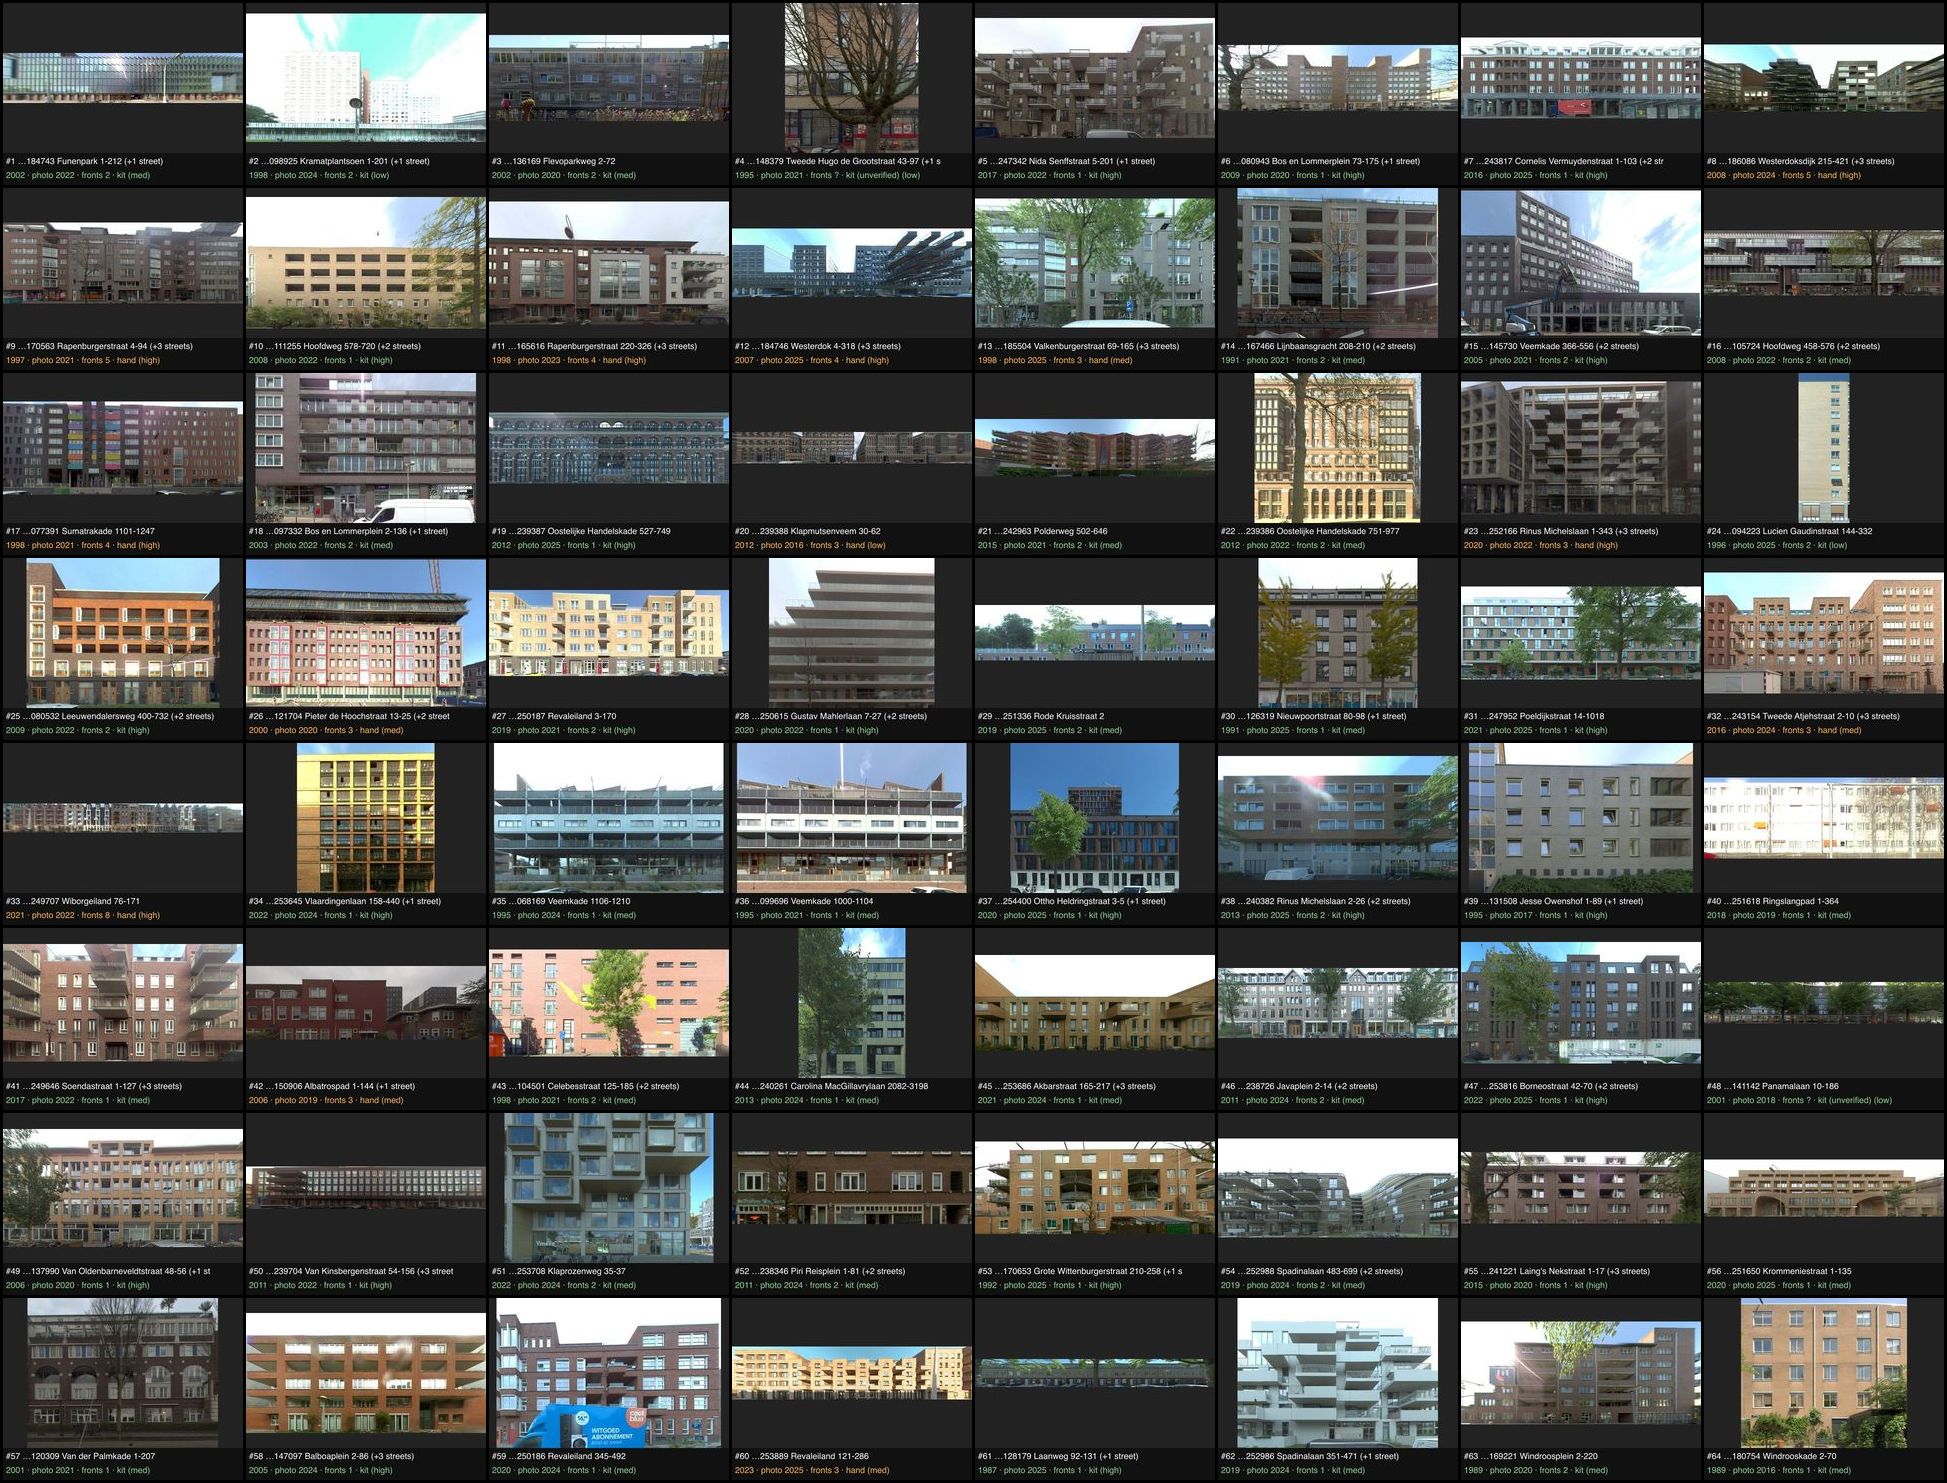 #1 …184743 Funenpark 1-212 (+1 street)
2002 · photo 2022 · fronts 2 · kit (med)
#2 …098925 Kramatplantsoen 1-201 (+1 street)
1998 · photo 2024 · fronts 2 · kit (low)
#3 …136169 Flevoparkweg 2-72
2002 · photo 2020 · fronts 2 · kit (med)
#4 …148379 Tweede Hugo de Grootstraat 43-97 (+1 s
1995 · photo 2021 · fronts ? · kit (unverified) (low)
#5 …247342 Nida Senffstraat 5-201 (+1 street)
2017 · photo 2022 · fronts 1 · kit (high)
#6 …080943 Bos en Lommerplein 73-175 (+1 street)
2009 · photo 2020 · fronts 1 · kit (high)
#7 …243817 Cornelis Vermuydenstraat 1-103 (+2 str
2016 · photo 2025 · fronts 1 · kit (high)
#8 …186086 Westerdoksdijk 215-421 (+3 streets)
2008 · photo 2024 · fronts 5 · hand (high)
#9 …170563 Rapenburgerstraat 4-94 (+3 streets)
1997 · photo 2021 · fronts 5 · hand (high)
#10 …111255 Hoofdweg 578-720 (+2 streets)
2008 · photo 2022 · fronts 1 · kit (high)
#11 …165616 Rapenburgerstraat 220-326 (+3 streets)
1998 · photo 2023 · fronts 4 · hand (high)
#12 …184746 Westerdok 4-318 (+3 streets)
2007 · photo 2025 · fronts 4 · hand (high)
#13 …185504 Valkenburgerstraat 69-165 (+3 streets)
1998 · photo 2025 · fronts 3 · hand (med)
#14 …167466 Lijnbaansgracht 208-210 (+2 streets)
1991 · photo 2021 · fronts 2 · kit (med)
#15 …145730 Veemkade 366-556 (+2 streets)
2005 · photo 2021 · fronts 2 · kit (high)
#16 …105724 Hoofdweg 458-576 (+2 streets)
2008 · photo 2022 · fronts 2 · kit (med)
#17 …077391 Sumatrakade 1101-1247
1998 · photo 2021 · fronts 4 · hand (high)
#18 …097332 Bos en Lommerplein 2-136 (+1 street)
2003 · photo 2022 · fronts 2 · kit (med)
#19 …239387 Oostelijke Handelskade 527-749
2012 · photo 2025 · fronts 1 · kit (high)
#20 …239388 Klapmutsenveem 30-62
2012 · photo 2016 · fronts 3 · hand (low)
#21 …242963 Polderweg 502-646
2015 · photo 2021 · fronts 2 · kit (med)
#22 …239386 Oostelijke Handelskade 751-977
2012 · photo 2022 · fronts 2 · kit (med)
#23 …252166 Rinus Michelslaan 1-343 (+3 streets)
2020 · photo 2022 · fronts 3 · hand (high)
#24 …094223 Lucien Gaudinstraat 144-332
1996 · photo 2025 · fronts 2 · kit (low)
#25 …080532 Leeuwendalersweg 400-732 (+2 streets)
2009 · photo 2022 · fronts 2 · kit (high)
#26 …121704 Pieter de Hoochstraat 13-25 (+2 street
2000 · photo 2020 · fronts 3 · hand (med)
#27 …250187 Revaleiland 3-170
2019 · photo 2021 · fronts 2 · kit (high)
#28 …250615 Gustav Mahlerlaan 7-27 (+2 streets)
2020 · photo 2022 · fronts 1 · kit (high)
#29 …251336 Rode Kruisstraat 2
2019 · photo 2025 · fronts 2 · kit (med)
#30 …126319 Nieuwpoortstraat 80-98 (+1 street)
1991 · photo 2025 · fronts 1 · kit (med)
#31 …247952 Poeldijkstraat 14-1018
2021 · photo 2025 · fronts 1 · kit (high)
#32 …243154 Tweede Atjehstraat 2-10 (+3 streets)
2016 · photo 2024 · fronts 3 · hand (med)
#33 …249707 Wiborgeiland 76-171
2021 · photo 2022 · fronts 8 · hand (high)
#34 …253645 Vlaardingenlaan 158-440 (+1 street)
2022 · photo 2024 · fronts 1 · kit (high)
#35 …068169 Veemkade 1106-1210
1995 · photo 2024 · fronts 1 · kit (high)
#36 …099696 Veemkade 1000-1104
1995 · photo 2021 · fronts 1 · kit (med)
#37 …254400 Ottho Heldringstraat 3-5 (+1 street)
2020 · photo 2025 · fronts 1 · kit (high)
#38 …240382 Rinus Michelslaan 2-26 (+2 streets)
2013 · photo 2025 · fronts 2 · kit (high)
#39 …131508 Jesse Owenshof 1-89 (+1 street)
1995 · photo 2017 · fronts 1 · kit (high)
#40 …251618 Ringslangpad 1-364
2018 · photo 2019 · fronts 1 · kit (med)
#41 …249646 Soendastraat 1-127 (+3 streets)
2017 · photo 2022 · fronts 1 · kit (med)
#42 …150906 Albatrospad 1-144 (+1 street)
2006 · photo 2019 · fronts 3 · hand (med)
#43 …104501 Celebesstraat 125-185 (+2 streets)
1998 · photo 2021 · fronts 2 · kit (med)
#44 …240261 Carolina MacGillavrylaan 2082-3198
2013 · photo 2024 · fronts 1 · kit (med)
#45 …253686 Akbarstraat 165-217 (+3 streets)
2021 · photo 2024 · fronts 1 · kit (med)
#46 …238726 Javaplein 2-14 (+2 streets)
2011 · photo 2024 · fronts 2 · kit (med)
#47 …253816 Borneostraat 42-70 (+2 streets)
2022 · photo 2025 · fronts 1 · kit (high)
#48 …141142 Panamalaan 10-186
2001 · photo 2018 · fronts ? · kit (unverified) (low)
#49 …137990 Van Oldenbarneveldtstraat 48-56 (+1 st
2006 · photo 2020 · fronts 1 · kit (high)
#50 …239704 Van Kinsbergenstraat 54-156 (+3 street
2011 · photo 2022 · fronts 1 · kit (high)
#51 …253708 Klaprozenweg 35-37
2022 · photo 2024 · fronts 2 · kit (med)
#52 …238346 Piri Reisplein 1-81 (+2 streets)
2011 · photo 2024 · fronts 2 · kit (med)
#53 …170653 Grote Wittenburgerstraat 210-258 (+1 s
1992 · photo 2025 · fronts 1 · kit (high)
#54 …252988 Spadinalaan 483-699 (+2 streets)
2019 · photo 2024 · fronts 1 · kit (med)
#55 …241221 Laing's Nekstraat 1-17 (+3 streets)
2015 · photo 2020 · fronts 1 · kit (high)
#56 …251650 Krommeniestraat 1-135
2020 · photo 2025 · fronts 1 · kit (med)
WITGOED
ABONNEMENT
#57 …120309 Van der Palmkade 1-207
2001 · photo 2021 · fronts 1 · kit (med)
#58 …147097 Balboaplein 2-86 (+3 streets)
2005 · photo 2024 · fronts 1 · kit (high)
#59 …250186 Revaleiland 345-492
2020 · photo 2024 · fronts 1 · kit (high)
#60 …253889 Revaleiland 121-286
2023 · photo 2025 · fronts 3 · hand (med)
#61 …128179 Laanweg 92-131 (+1 street)
1987 · photo 2025 · fronts 1 · kit (high)
#62 …252986 Spadinalaan 351-471 (+1 street)
2019 · photo 2024 · fronts 1 · kit (high)
#63 …169221 Windroosplein 2-220
1989 · photo 2020 · fronts 2 · kit (med)
#64 …180754 Windrooskade 2-70
1989 · photo 2016 · fronts 1 · kit (med)